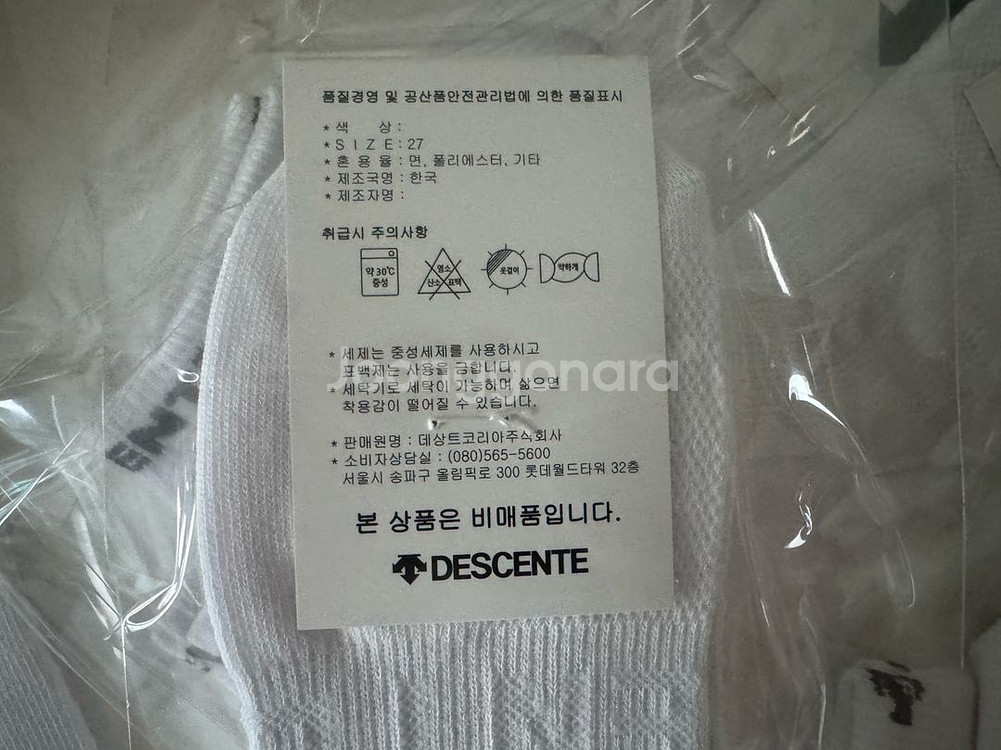 품질경영 및 공산품안전관리법에 의한 품질표시
* 색 상 :
* S I Z E : 27
* 혼 용 율 : 면, 폴리에스터, 기타
* 제조국명 : 한국
* 제조자명 :
취급시 주의사항
약 30℃
중성
염소
산소 표백
옷걸이
약하게
* 세제는 중성세제를 사용하시고
표백제는 사용을 금합니다.
* 세탁기로 세탁이 가능하며 삶으면
착용감이 떨어질 수 있습니다.
* 판매원명 : 데상트코리아주식회사
* 소비자상담실 : (080)565-5600
서울시 송파구 올림픽로 300 롯데월드타워 32층
본 상품은 비매품입니다.
DESCENTE